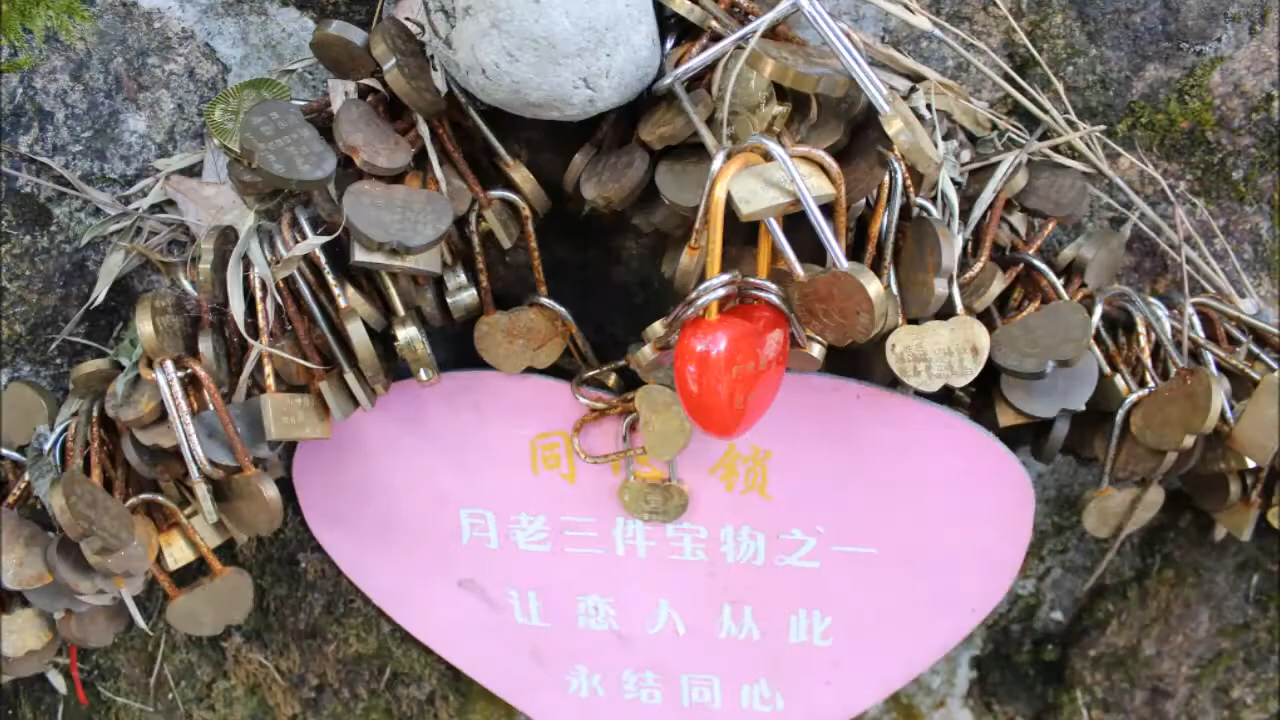 同心锁
月老三件宝物之一
让恋人从此
永结同心